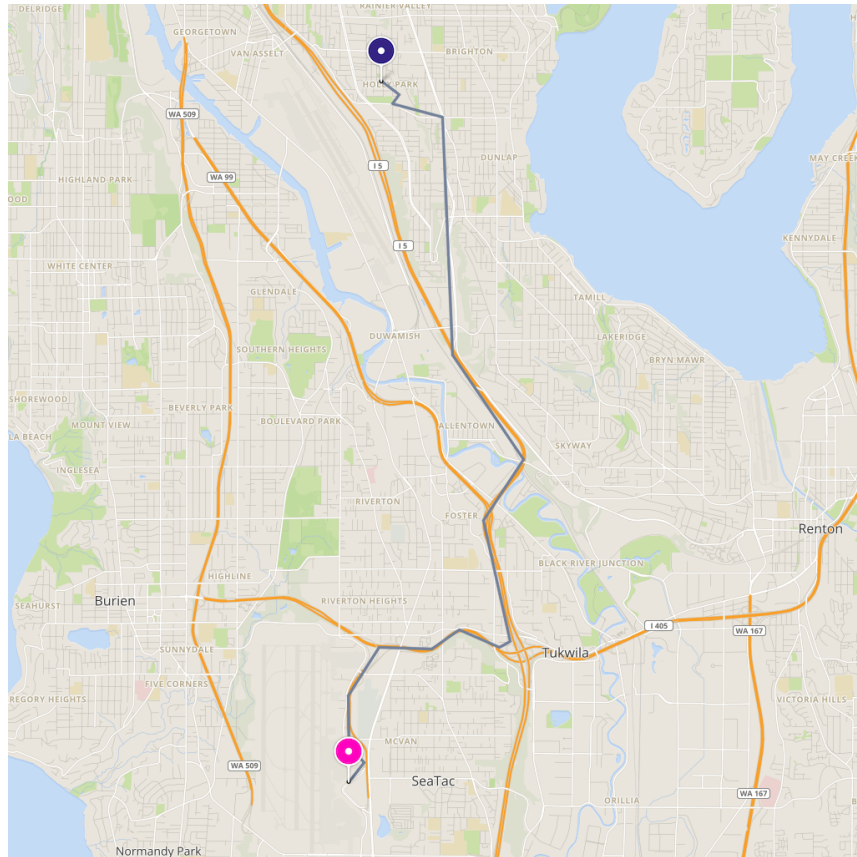 DELRIDGE
RAINIER VALLEY
GEORGETOWN
VAN ASSELT
BRIGHTON
HOLLY PARK
WA 509
DUNLAP
MAY CREEK
I 5
WA 99
HIGHLAND PARK
OOD
KENNYDALE
I 5
WHITE CENTER
GLENDALE
TAMILL
DUWAMISH
LAKERIDGE
SOUTHERN HEIGHTS
BRYN MAWR
SHOREWOOD
BEVERLY PARK
MOUNT VIEW
BOULEVARD PARK
ALLENTOWN
LA BEACH
SKYWAY
INGLESEA
RIVERTON
FOSTER
Renton
BLACK RIVER JUNCTION
HIGHLINE
SEAHURST
Burien
RIVERTON HEIGHTS
I 405
WA 167
SUNNYDALE
Tukwila
FIVE CORNERS
REGORY HEIGHTS
VICTORIA HILLS
MCVAN
WA 509
SeaTac
WA 167
ORILLIA
Normandy Park